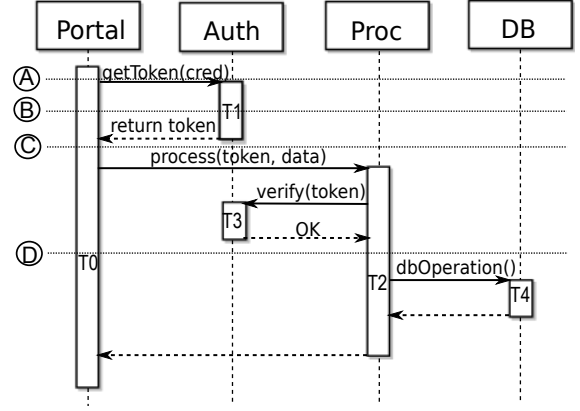 Portal Auth Proc DB
A
getToken(cred)
B
T1
return token
C
process(token, data)
verify(token)
T3
OK
D
T0
dbOperation()
T2
T4